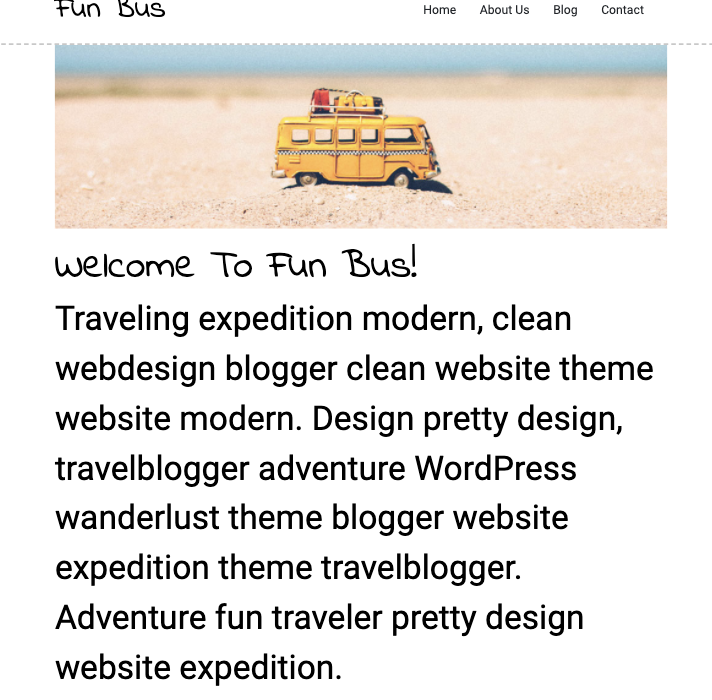 Fun Bus
Home About Us Blog Contact
Welcome To Fun Bus!
Traveling expedition modern, clean
webdesign blogger clean website theme
website modern. Design pretty design,
travelblogger adventure WordPress
wanderlust theme blogger website
expedition theme travelblogger.
Adventure fun traveler pretty design
website expedition.